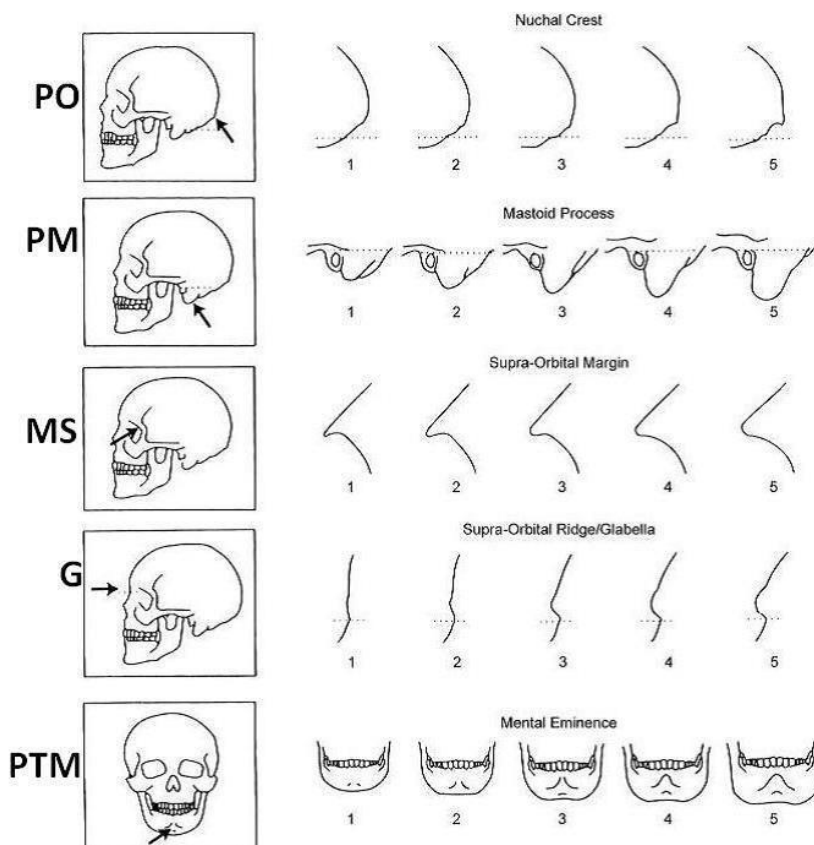 Nuchal Crest
PO
1 2 3 4 5
Mastoid Process
PM
1 2 3 4 5
Supra-Orbital Margin
MS
1 2 3 4 5
Supra-Orbital Ridge/Glabella
G
1 2 3 4 5
Mental Eminence
PTM
1 2 3 4 5